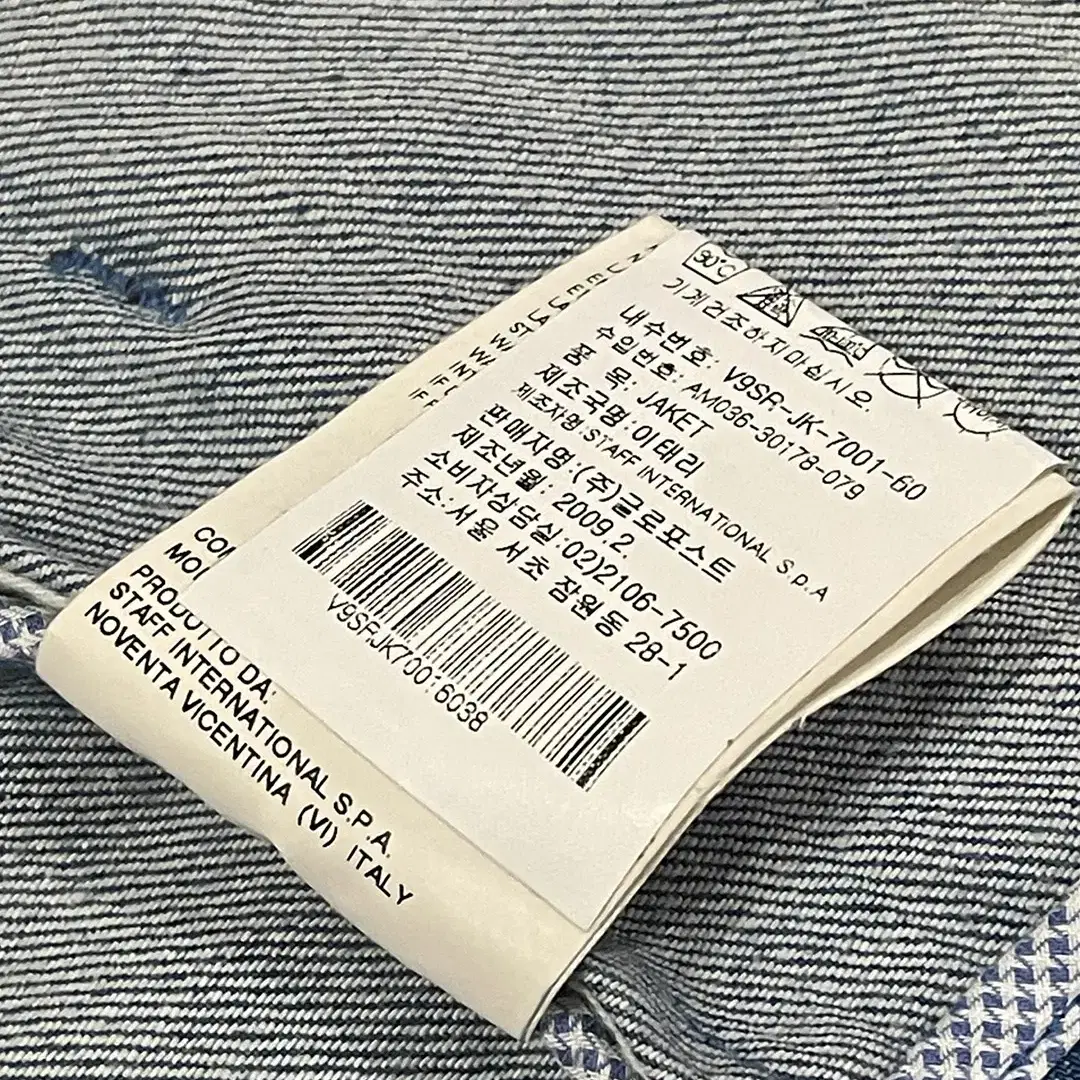 30°C
기계건조하지마십시오.
내수번호: V9SR-JK-7001-60
수입번호: AM036-30178-079
품 목: JAKET
제조국명:이태리
제조자명:STAFF INTERNATIONAL S.p.A
판매자명:(주)글로포스트
제조년월: 2009.2.
소비자상담실:02)2106-7500
주소:서울 서초 잠원동 28-1
PRODOTTO DA:
STAFF INTERNATIONAL S.P.A.
NOVENTA VICENTINA (VI) ITALY